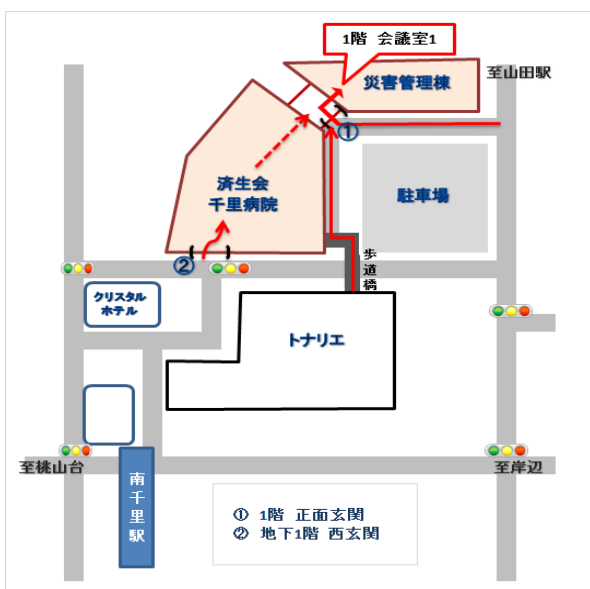 1階 会議室1
災害管理棟
至山田駅
①
済生会
千里病院
駐車場
②
歩道橋
クリスタル
ホテル
トナリエ
至桃山台
至岸辺
南千里駅
① 1階 正面玄関
② 地下1階 西玄関